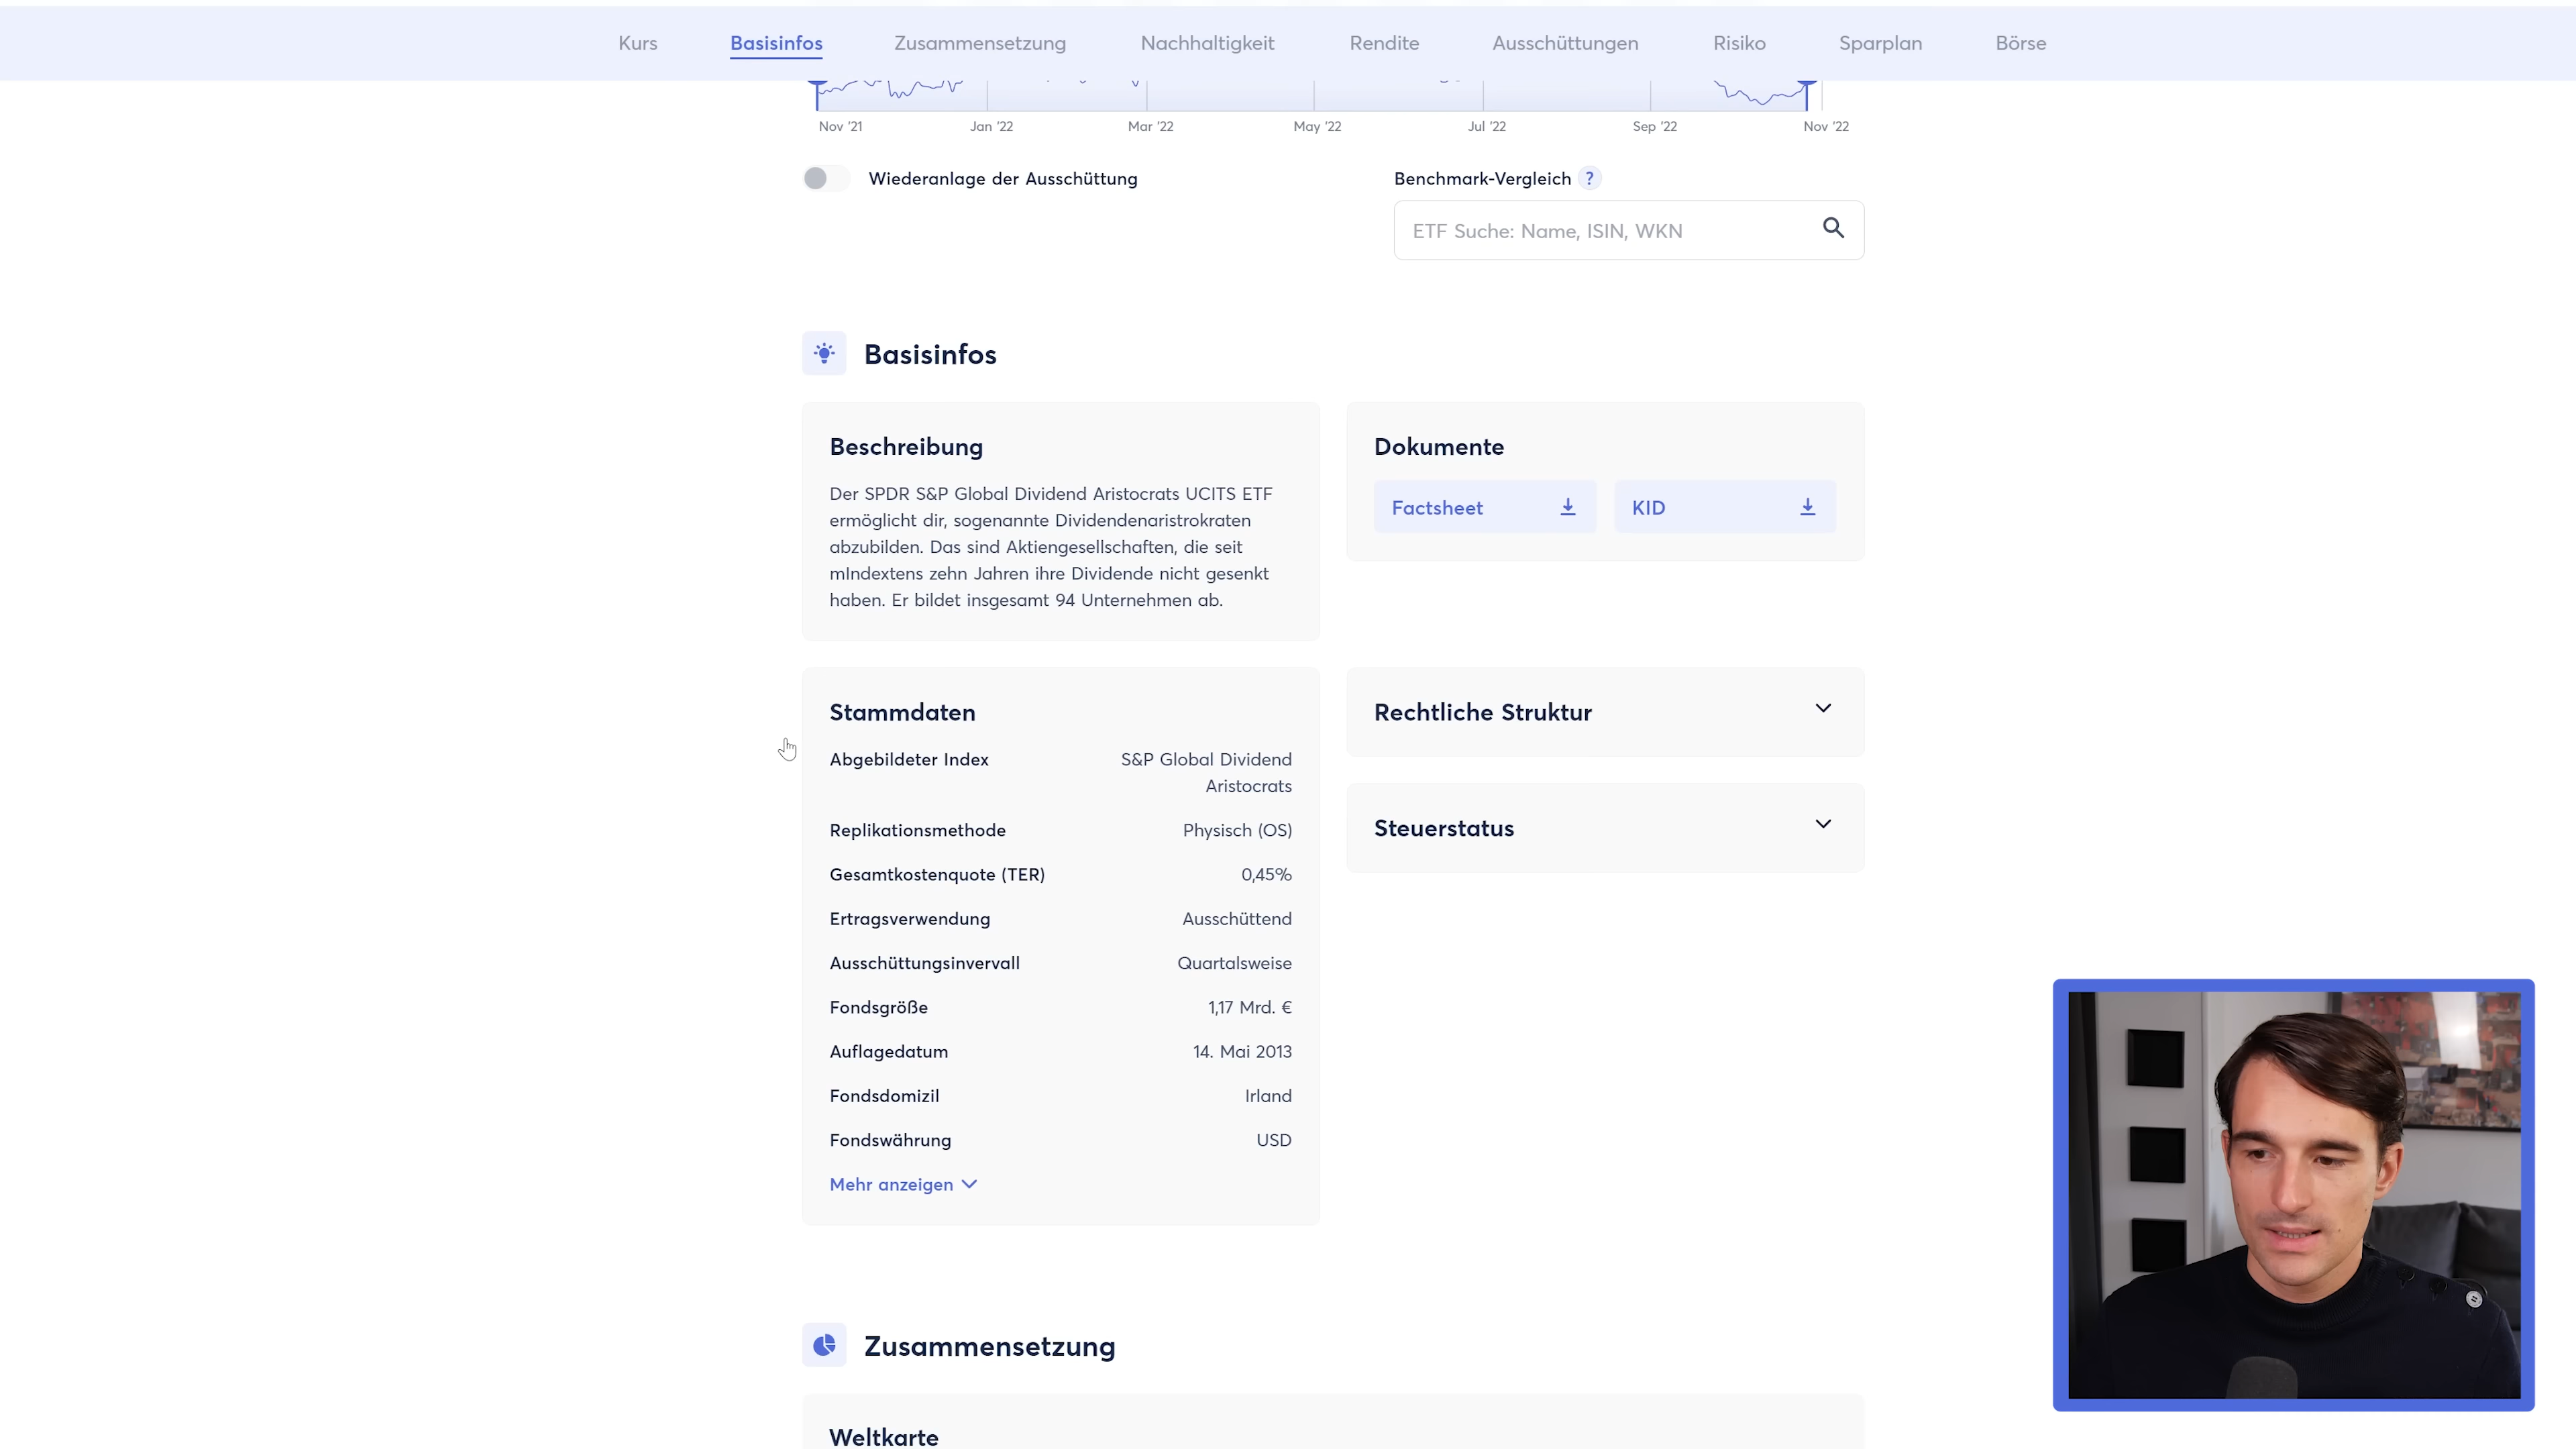 Kurs Basisinfos Zusammensetzung Nachhaltigkeit Rendite Ausschüttungen Risiko Sparplan Börse
Nov '21 Jan '22 Mar '22 May '22 Jul '22 Sep '22 Nov '22
Wiederanlage der Ausschüttung
Benchmark-Vergleich ?
ETF Suche: Name, ISIN, WKN
Basisinfos
Beschreibung
Der SPDR S&P Global Dividend Aristocrats UCITS ETF
ermöglicht dir, sogenannte Dividendenaristrokraten
abzubilden. Das sind Aktiengesellschaften, die seit
mIndextens zehn Jahren ihre Dividende nicht gesenkt
haben. Er bildet insgesamt 94 Unternehmen ab.
Dokumente
Factsheet KID
Stammdaten
Abgebildeter Index S&P Global Dividend
Aristocrats
Replikationsmethode Physisch (OS)
Gesamtkostenquote (TER) 0,45%
Ertragsverwendung Ausschüttend
Ausschüttungsinvervall Quartalsweise
Fondsgröße 1,17 Mrd. €
Auflagedatum 14. Mai 2013
Fondsdomizil Irland
Fondswährung USD
Mehr anzeigen
Rechtliche Struktur
Steuerstatus
Zusammensetzung
Weltkarte